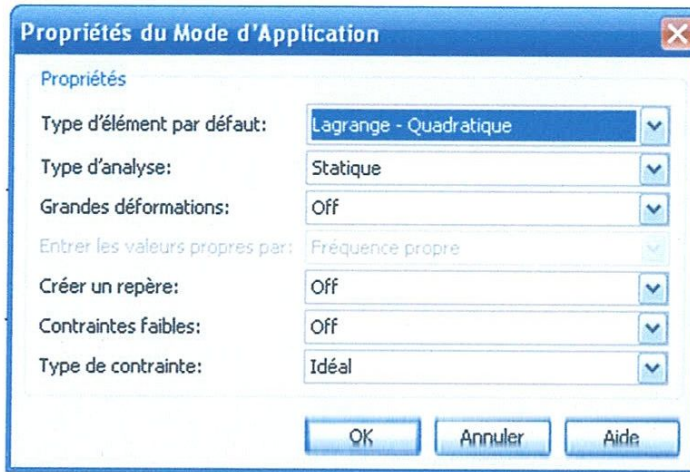 Propriétés du Mode d'Application
Propriétés
Type d'élément par défaut: Lagrange - Quadratique
Type d'analyse: Statique
Grandes déformations: Off
Entrer les valeurs propres par: Fréquence propre
Créer un repère: Off
Contraintes faibles: Off
Type de contrainte: Idéal
OK Annuler Aide